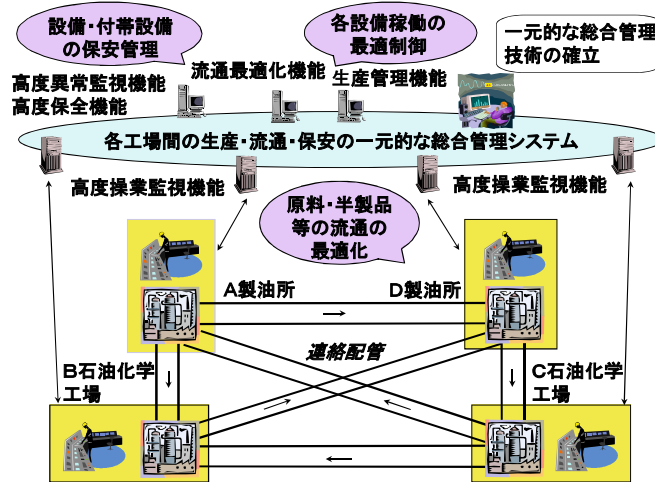 設備・付帯設備
の保安管理
各設備稼働の
最適制御
一元的な総合管理
技術の確立
高度異常監視機能
高度保全機能
流通最適化機能
生産管理機能
各工場間の生産・流通・保安の一元的な総合管理システム
高度操業監視機能
高度操業監視機能
原料・半製品
等の流通の
最適化
A製油所
D製油所
連絡配管
B石油化学
工場
C石油化学
工場